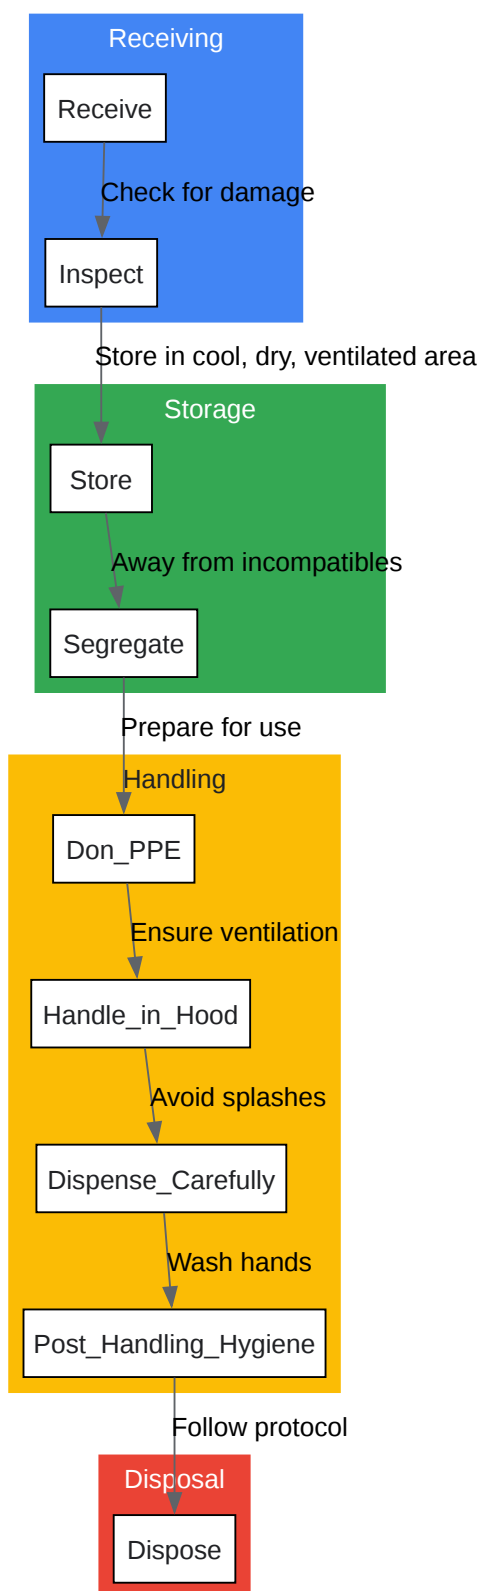 Receiving
Receive
Check for damage
Inspect
Store in cool, dry, ventilated area
Storage
Store
Away from incompatibles
Segregate
Prepare for use
Handling
Don_PPE
Ensure ventilation
Handle_in_Hood
Avoid splashes
Dispense_Carefully
Wash hands
Post_Handling_Hygiene
Follow protocol
Disposal
Dispose